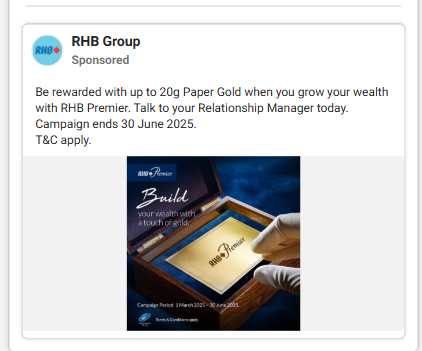 RHB Group
Sponsored
RHB
Be rewarded with up to 20g Paper Gold when you grow your wealth
with RHB Premier. Talk to your Relationship Manager today.
Campaign ends 30 June 2025.
T&C apply.
RHB Premier
Build
your wealth with
a touch of gold.
RHB Premier
Campaign Period: 1 March 2025 - 30 June 2025.
Terms & Conditions apply